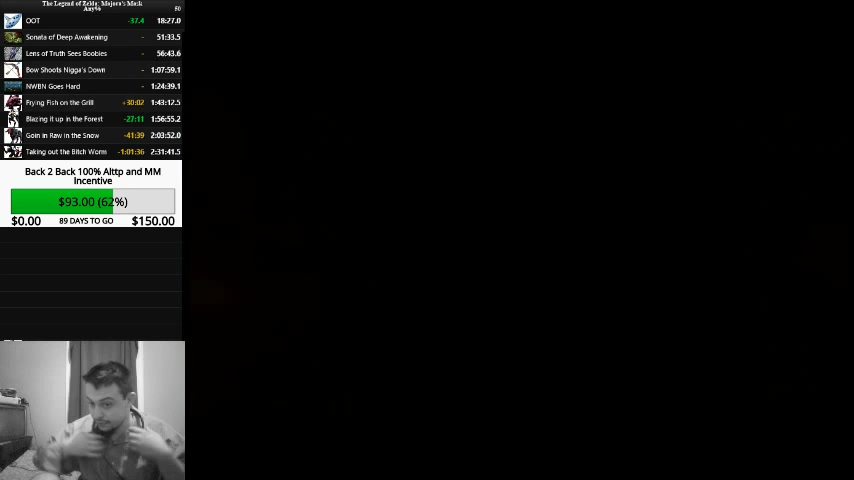 The Legend of Zelda: Majora's Mask
Any%
50
OOT -37.4 18:27.0
Sonata of Deep Awakening - 51:33.5
Lens of Truth Sees Boobies - 56:43.6
Bow Shoots Nigga's Down - 1:07:59.1
NWBN Goes Hard - 1:24:39.1
Frying Fish on the Grill +30:02 1:43:12.5
Blazing it up in the Forest -27:11 1:56:55.2
Goin in Raw in the Snow -41:39 2:03:52.0
Taking out the Bitch Worm -1:01:36 2:31:41.5
Back 2 Back 100% Alttp and MM
Incentive
$93.00 (62%)
$0.00 89 DAYS TO GO $150.00